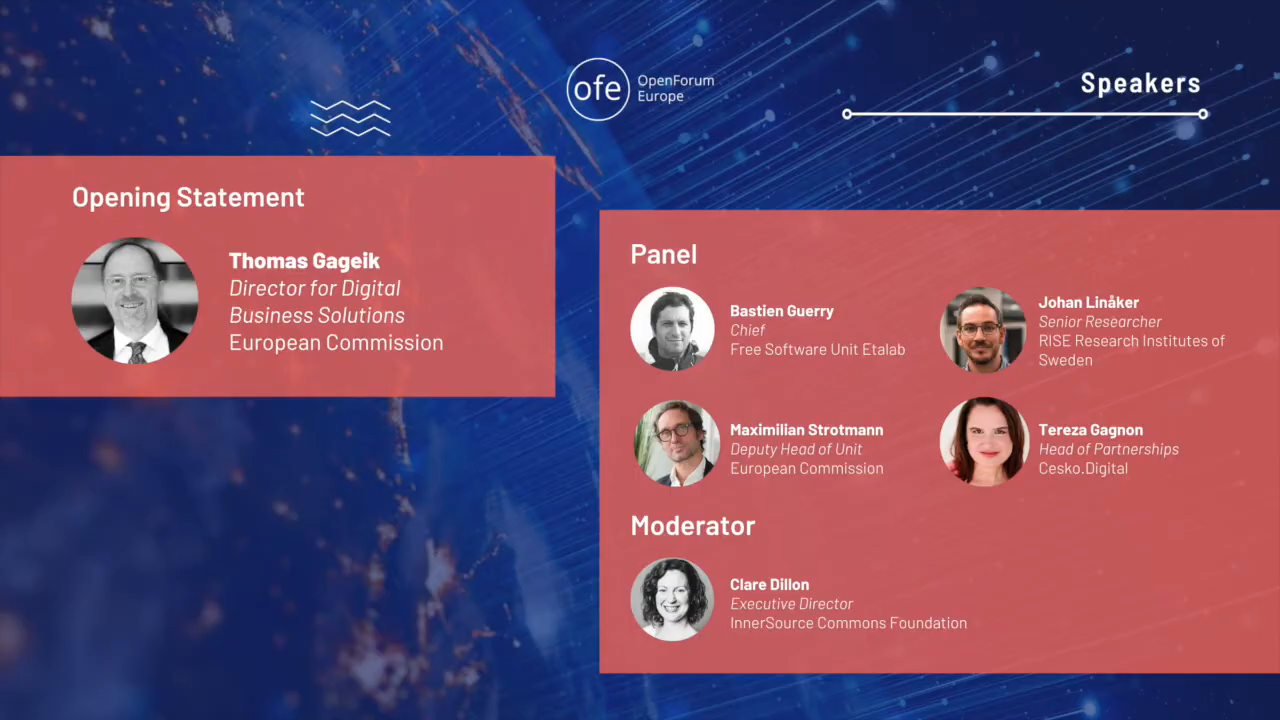 ofe
OpenForum
Europe
Speakers
Opening Statement
Thomas Gageik
Director for Digital
Business Solutions
European Commission
Panel
Bastien Guerry
Chief
Free Software Unit Etalab
Johan Linåker
Senior Researcher
RISE Research Institutes of
Sweden
Maximilian Strotmann
Deputy Head of Unit
European Commission
Tereza Gagnon
Head of Partnerships
Cesko.Digital
Moderator
Clare Dillon
Executive Director
InnerSource Commons Foundation